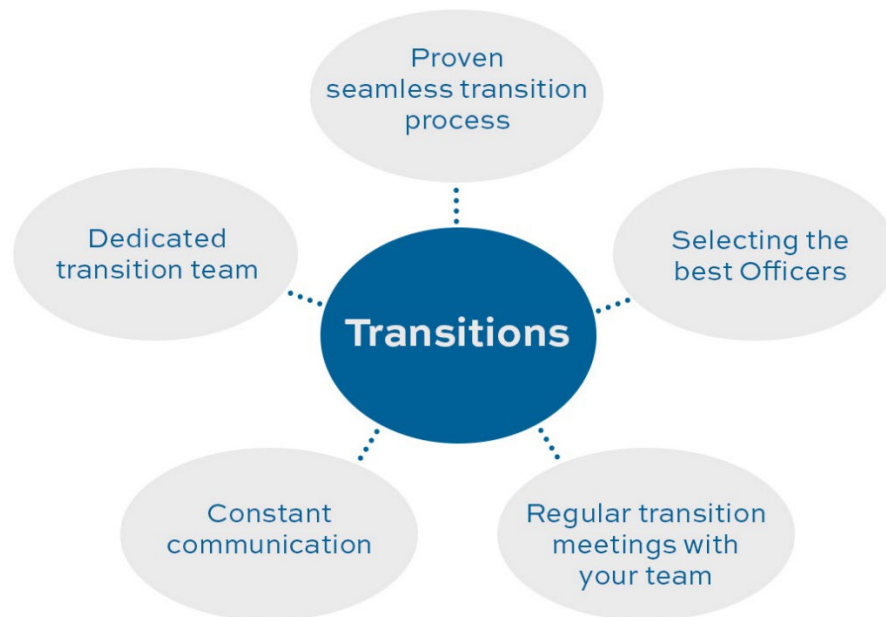 Proven
seamless transition
process
Dedicated
transition team
Selecting the
best Officers
Transitions
Constant
communication
Regular transition
meetings with
your team